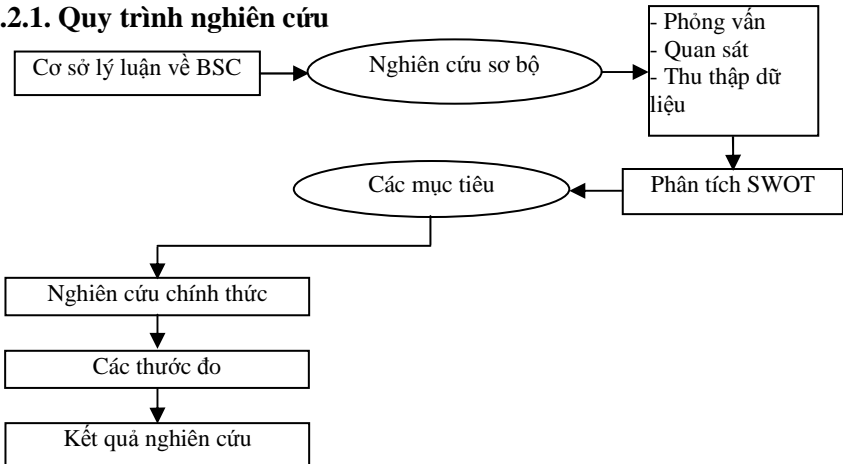 .2.1. Quy trình nghiên cứu
Cơ sở lý luận về BSC
Nghiên cứu sơ bộ
- Phỏng vấn
- Quan sát
- Thu thập dữ
liệu
Các mục tiêu
Phân tích SWOT
Nghiên cứu chính thức
Các thước đo
Kết quả nghiên cứu